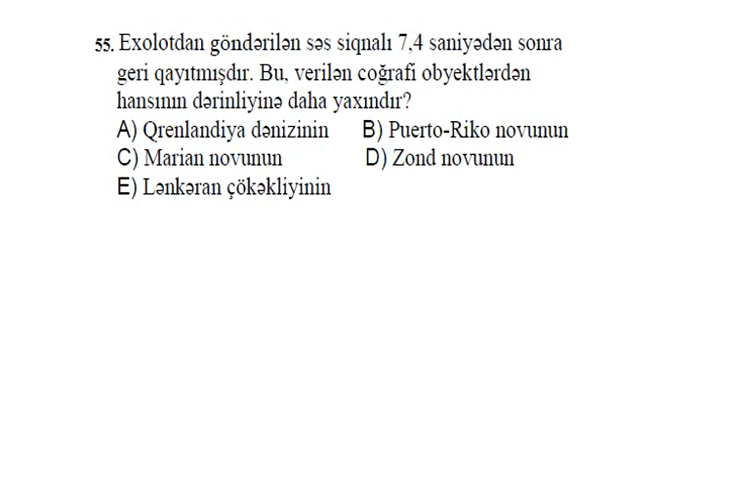 55. Exolotdan göndərilən səs siqnalı 7,4 saniyədən sonra
geri qayıtmışdır. Bu, verilən coğrafi obyektlərdən
hansının dərinliyinə daha yaxındır?
A) Qrenlandiya dənizinin B) Puerto-Riko novunun
C) Marian novunun D) Zond novunun
E) Lənkəran çökəkliyinin